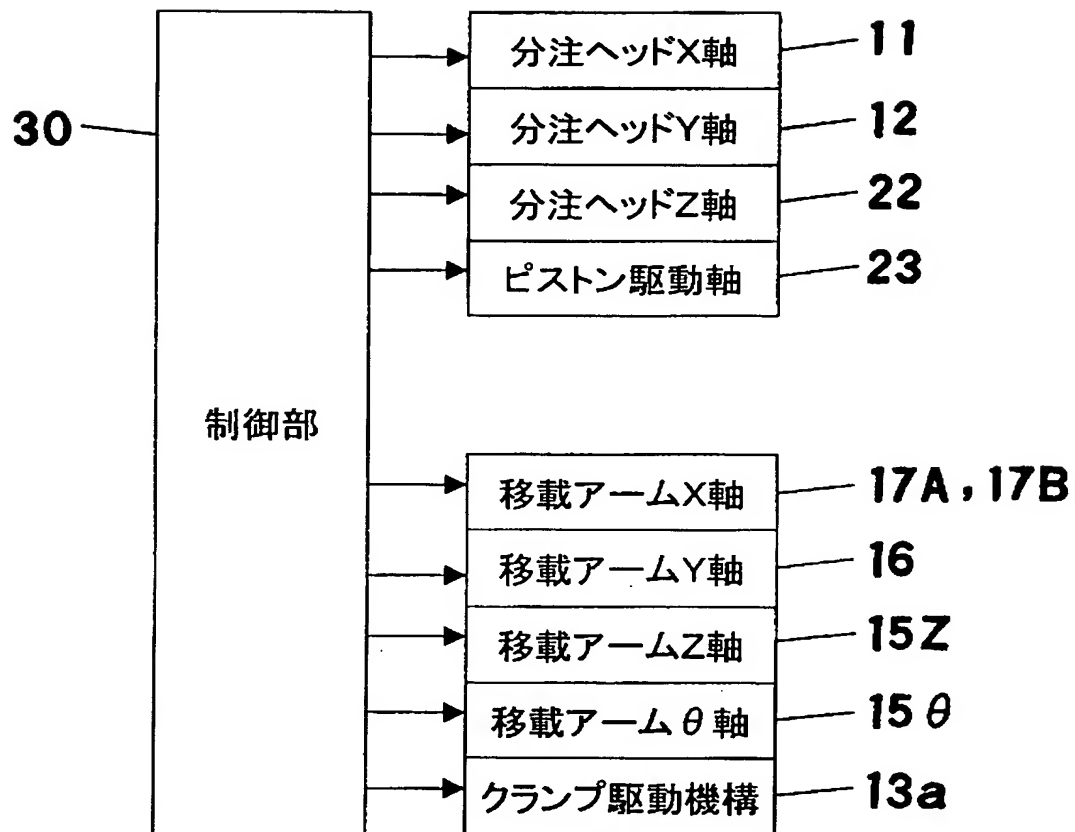 分注ヘッドX軸 11
30 分注ヘッドY軸 12
分注ヘッドZ軸 22
ピストン駆動軸 23
制御部
移載アームX軸 17A,17B
移載アームY軸 16
移載アームZ軸 15Z
移載アームθ軸 15θ
クランプ駆動機構 13a